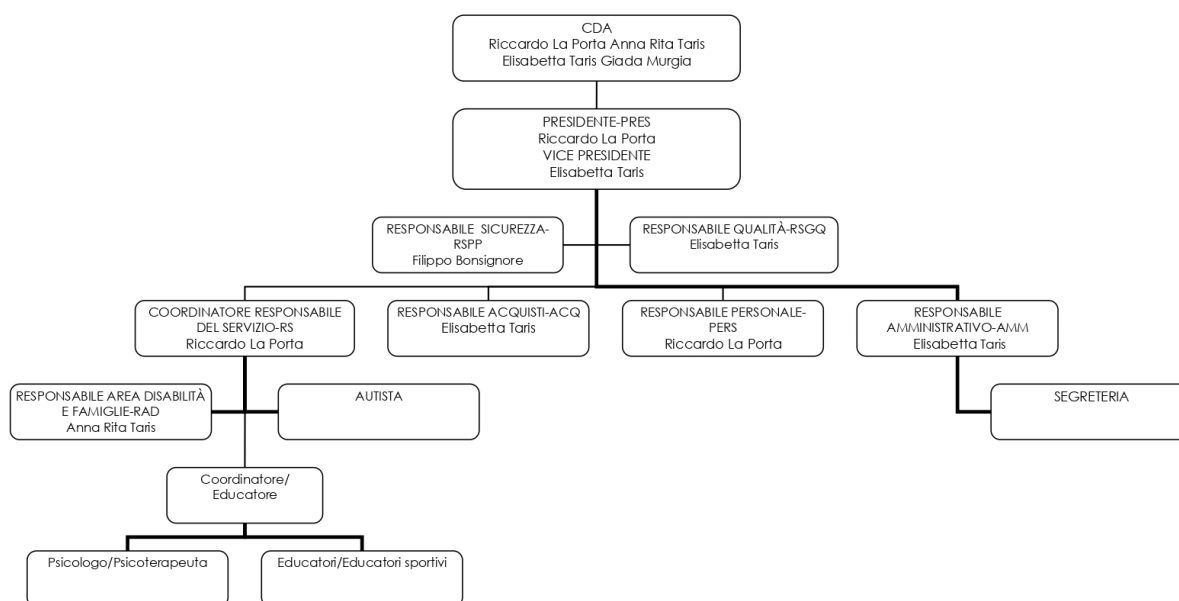 CDA
Riccardo La Porta Anna Rita Taris
Elisabetta Taris Giada Murgia
PRESIDENTE-PRES
Riccardo La Porta
VICE PRESIDENTE
Elisabetta Taris
RESPONSABILE SICUREZZA-
RSPP
Filippo Bonsignore
RESPONSABILE QUALITÀ-RSGQ
Elisabetta Taris
COORDINATORE RESPONSABILE
DEL SERVIZIO-RS
Riccardo La Porta
RESPONSABILE ACQUISTI-ACQ
Elisabetta Taris
RESPONSABILE PERSONALE-
PERS
Riccardo La Porta
RESPONSABILE
AMMINISTRATIVO-AMM
Elisabetta Taris
RESPONSABILE AREA DISABILITÀ
E FAMIGLIE-RAD
Anna Rita Taris
AUTISTA
SEGRETERIA
Coordinatore/
Educatore
Psicologo/Psicoterapeuta
Educatori/Educatori sportivi